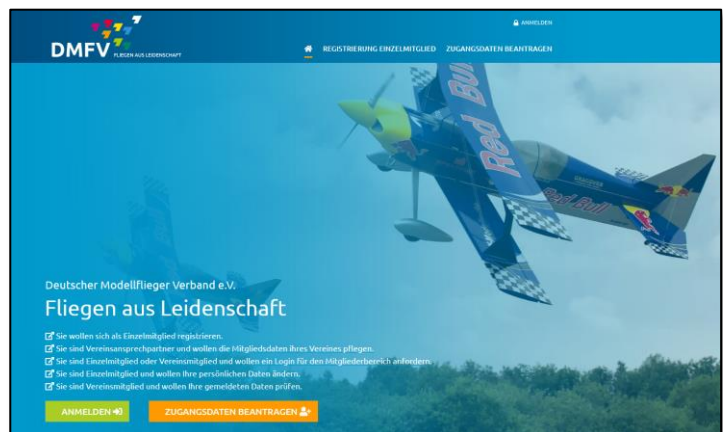 ANMELDEN
DMFV FLIEGEN AUS LEIDENSCHAFT
REGISTRIERUNG EINZELMITGLIED ZUGANGSDATEN BEANTRAGEN
Red Bull
Red Bull
Red Bull
Deutscher Modellflieger Verband e.V.
Fliegen aus Leidenschaft
Sie wollen sich als Einzelmitglied registrieren.
Sie sind Vereinsansprechpartner und wollen die Mitgliedsdaten ihres Vereines pflegen.
Sie sind Einzelmitglied oder Vereinsmitglied und wollen ein Login für den Mitgliederbereich anfordern.
Sie sind Einzelmitglied und wollen Ihre persönlichen Daten ändern.
Sie sind Vereinsmitglied und wollen Ihre gemeldeten Daten prüfen.
ANMELDEN
ZUGANGSDATEN BEANTRAGEN